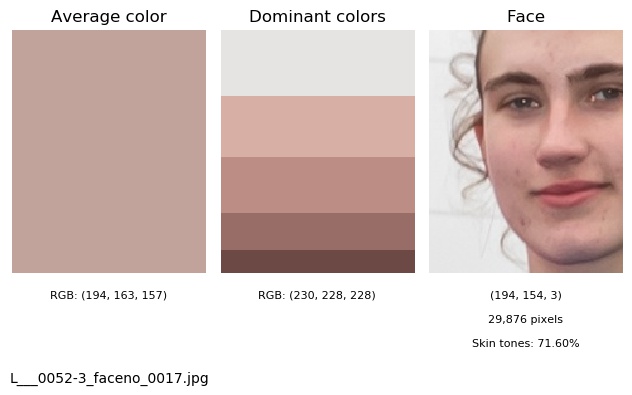 Average color
Dominant colors
Face
RGB: (194, 163, 157)
RGB: (230, 228, 228)
(194, 154, 3)
29,876 pixels
Skin tones: 71.60%
L___0052-3_faceno_0017.jpg